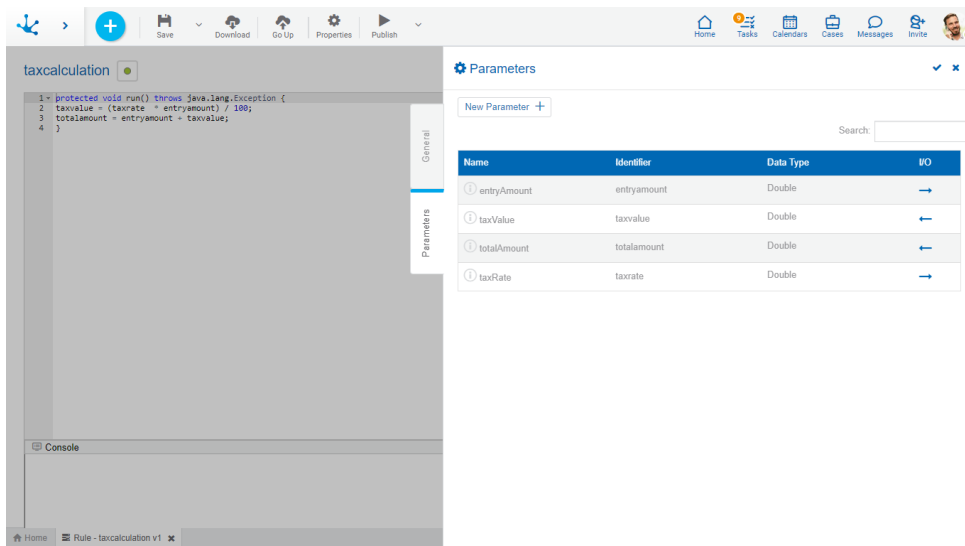 Save
Download
Go Up
Properties
Publish
Home
9
Tasks
Calendars
Cases
Messages
Invite
taxcalculation
1 protected void run() throws java.lang.Exception {
2 taxvalue = (taxrate * entryamount) / 100;
3 totalamount = entryamount + taxvalue;
4 }
General
Parameters
Console
Home
Rule - taxcalculation v1
Parameters
New Parameter +
Search:
Name Identifier Data Type I/O
entryAmount entryamount Double →
taxValue taxvalue Double ←
totalAmount totalamount Double ←
taxRate taxrate Double →